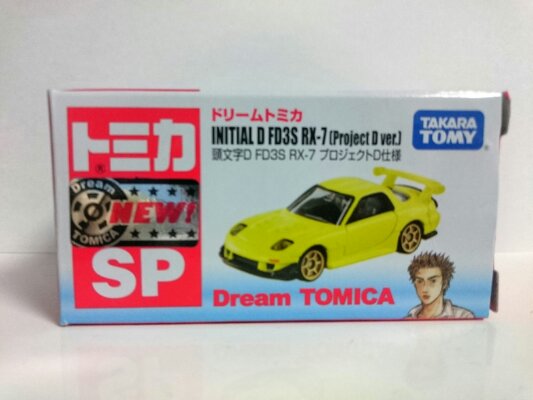 トミカ
®
Dream
TOMICA
NEW!
SP
ドリームトミカ
INITIAL D FD3S RX-7 (Project D ver.)
頭文字D FD3S RX-7 プロジェクトD仕様
TAKARA
TOMY
Dream TOMICA